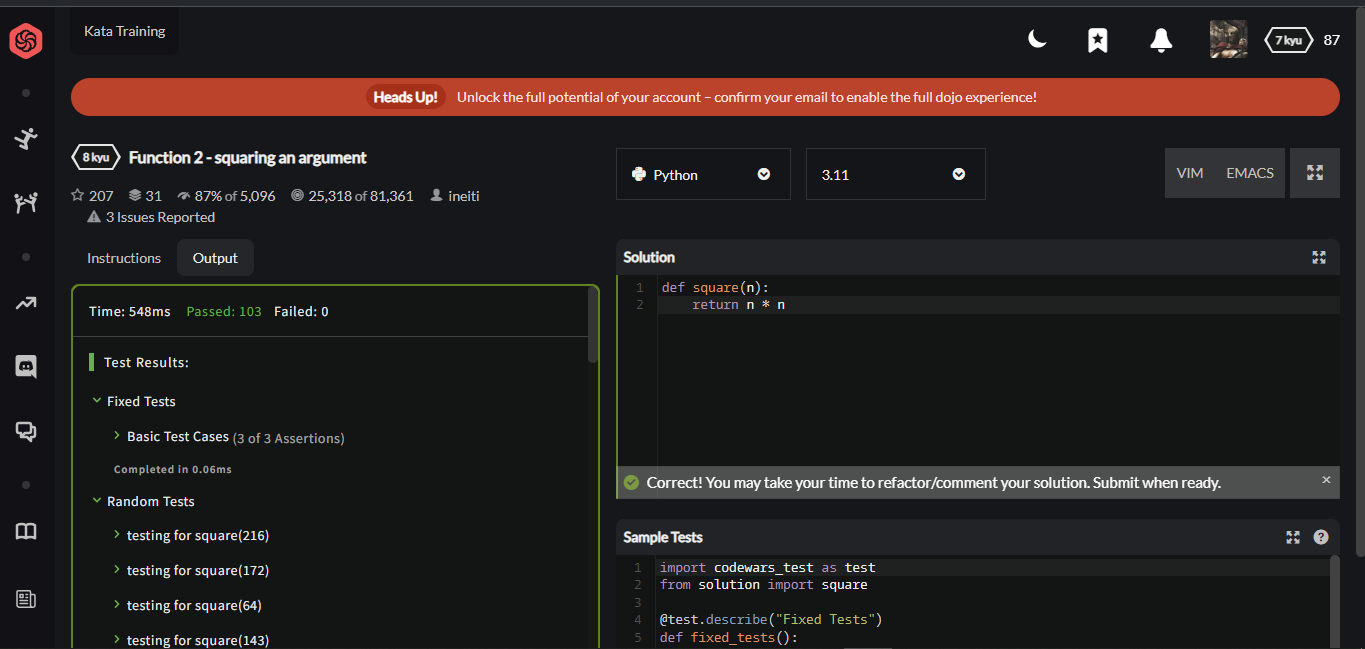 Kata Training
7 kyu 87
Heads Up! Unlock the full potential of your account – confirm your email to enable the full dojo experience!
8 kyu Function 2 - squaring an argument
207 31 87% of 5,096 25,318 of 81,361 ineiti
3 Issues Reported
Python
3.11
VIM EMACS
Instructions Output
Time: 548ms Passed: 103 Failed: 0
Test Results:
Fixed Tests
Basic Test Cases (3 of 3 Assertions)
Completed in 0.06ms
Random Tests
testing for square(216)
testing for square(172)
testing for square(64)
testing for square(143)
Solution
1 def square(n):
2     return n * n
Correct! You may take your time to refactor/comment your solution. Submit when ready. ×
Sample Tests ?
1 import codewars_test as test
2 from solution import square
3
4 @test.describe("Fixed Tests")
5 def fixed_tests():